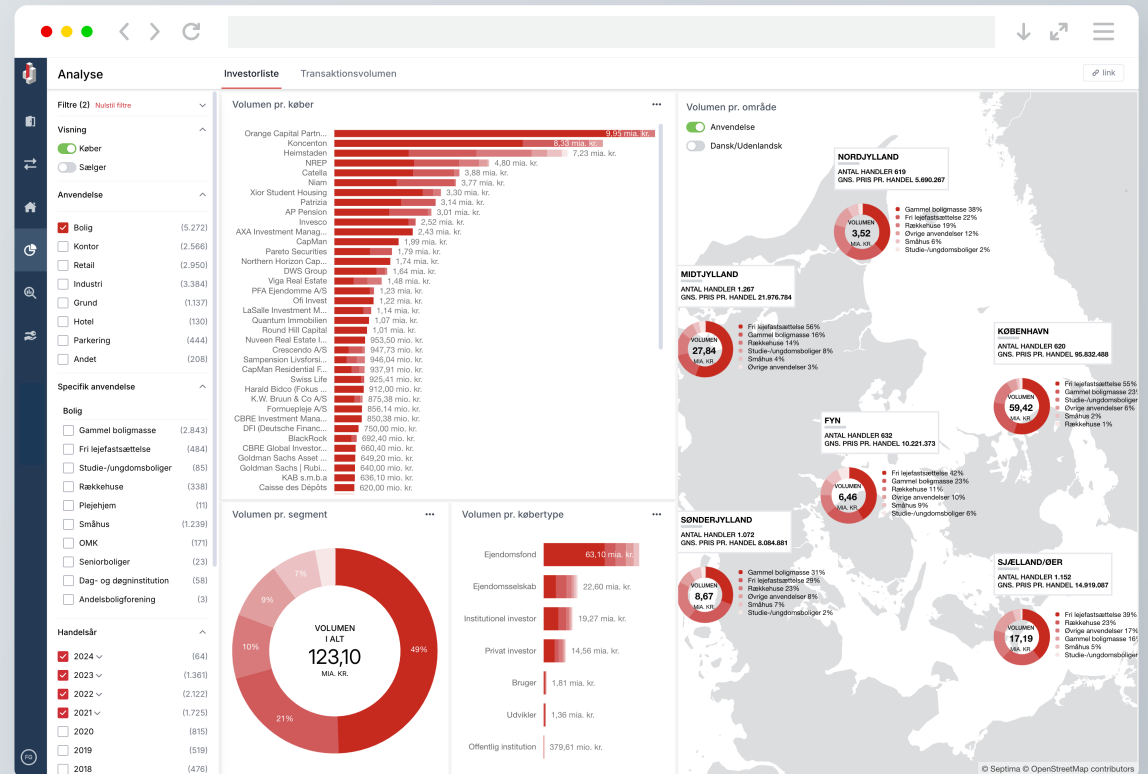 Analyse
Investorliste
Transaktionsvolumen
link
Filtre (2) Nulstil filtre
Visning
Køber
Sælger
Anvendelse
Bolig (5.272)
Kontor (2.566)
Retail (2.950)
Industri (3.384)
Grund (1.137)
Hotel (130)
Parkering (444)
Andet (208)
Specifik anvendelse
Bolig
Gammel boligmasse (2.843)
Fri lejefastsættelse (484)
Studie-/ungdomsboliger (85)
Rækkehuse (338)
Plejehjem (11)
Småhus (1.239)
OMK (171)
Seniorboliger (23)
Dag- og døgninstitution (58)
Andelsboligforening (3)
Handelsår
2024 (64)
2023 (1.361)
2022 (2.122)
2021 (1.725)
2020 (815)
2019 (519)
2018 (476)
FG
Volumen pr. køber
Orange Capital Partn... 9,95 mia. kr.
Koncenton 8,33 mia. kr.
Heimstaden 7,23 mia. kr.
NREP 4,80 mia. kr.
Catella 3,88 mia. kr.
Niam 3,77 mia. kr.
Xior Student Housing 3,30 mia. kr.
Patrizia 3,14 mia. kr.
AP Pension 3,01 mia. kr.
Invesco 2,52 mia. kr.
AXA Investment Manag... 2,43 mia. kr.
CapMan 1,99 mia. kr.
Pareto Securities 1,79 mia. kr.
Northern Horizon Cap... 1,74 mia. kr.
DWS Group 1,64 mia. kr.
Viga Real Estate 1,48 mia. kr.
PFA Ejendomme A/S 1,23 mia. kr.
Ofi Invest 1,22 mia. kr.
LaSalle Investment M... 1,14 mia. kr.
Quantum Immobilien 1,07 mia. kr.
Round Hill Capital 1,01 mia. kr.
Nuveen Real Estate I... 953,50 mio. kr.
Crescendo A/S 947,73 mio. kr.
Sampension Livsforsi... 946,04 mio. kr.
CapMan Residential F... 937,91 mio. kr.
Swiss Life 925,41 mio. kr.
Harald Bidco (Fokus ... 912,00 mio. kr.
K.W. Bruun & Co A/S 875,38 mio. kr.
Formuepleje A/S 856,14 mio. kr.
CBRE Investment Mana... 850,38 mio. kr.
DFI (Deutsche Financ... 750,00 mio. kr.
BlackRock 692,40 mio. kr.
CBRE Global Investor... 660,40 mio. kr.
Goldman Sachs Asset ... 649,20 mio. kr.
Goldman Sachs | Rubi... 640,00 mio. kr.
KAB s.m.b.a 636,10 mio. kr.
Caisse des Dépôts 620,00 mio. kr.
Volumen pr. segment
7%
9%
10%
21%
49%
VOLUMEN
I ALT
123,10
MIA. KR.
Volumen pr. købertype
Ejendomsfond 63,10 mia. kr.
Ejendomsselskab 22,60 mia. kr.
Institutionel investor 19,27 mia. kr.
Privat investor 14,56 mia. kr.
Bruger 1,81 mia. kr.
Udvikler 1,36 mia. kr.
Offentlig institution 379,61 mio. kr.
Volumen pr. område
Anvendelse
Dansk/Udenlandsk
NORDJYLLAND
ANTAL HANDLER 619
GNS. PRIS PR. HANDEL 5.690.267
VOLUMEN
3,52
MIA. KR.
Gammel boligmasse 38%
Fri lejefastsættelse 22%
Rækkehuse 19%
Øvrige anvendelser 12%
Småhus 6%
Studie-/ungdomsboliger 2%
MIDTJYLLAND
ANTAL HANDLER 1.267
GNS. PRIS PR. HANDEL 21.976.784
VOLUMEN
27,84
MIA. KR.
Fri lejefastsættelse 56%
Gammel boligmasse 16%
Rækkehuse 14%
Studie-/ungdomsboliger 8%
Småhus 4%
Øvrige anvendelser 3%
KØBENHAVN
ANTAL HANDLER 620
GNS. PRIS PR. HANDEL 95.832.488
VOLUMEN
59,42
MIA. KR.
Fri lejefastsættelse 55%
Gammel boligmasse 23%
Studie-/ungdomsboliger
Øvrige anvendelser 6%
Småhus 2%
Rækkehuse 1%
FYN
ANTAL HANDLER 632
GNS. PRIS PR. HANDEL 10.221.373
VOLUMEN
6,46
MIA. KR.
Fri lejefastsættelse 42%
Gammel boligmasse 23%
Rækkehuse 11%
Øvrige anvendelser 10%
Småhus 9%
Studie-/ungdomsboliger 6%
SØNDERJYLLAND
ANTAL HANDLER 1.072
GNS. PRIS PR. HANDEL 8.084.881
VOLUMEN
8,67
MIA. KR.
Gammel boligmasse 31%
Fri lejefastsættelse 29%
Rækkehuse 23%
Øvrige anvendelser 8%
Småhus 7%
Studie-/ungdomsboliger 2%
SJÆLLAND/ØER
ANTAL HANDLER 1.152
GNS. PRIS PR. HANDEL 14.919.087
VOLUMEN
17,19
MIA. KR.
Fri lejefastsættelse 39%
Rækkehuse 23%
Øvrige anvendelser 17%
Gammel boligmasse 16%
Småhus 5%
Studie-/ungdomsboliger
© Septima © OpenStreetMap contributors